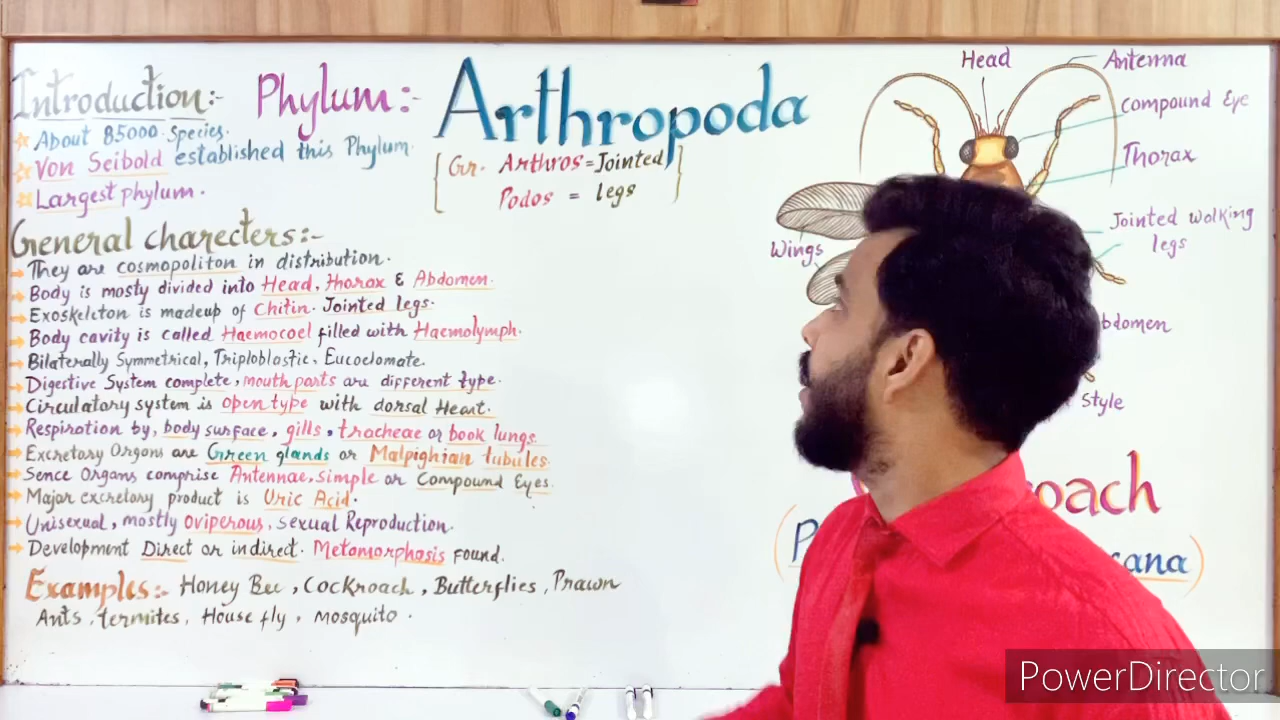 Introduction:-
About 85000 Species.
Von Seibold established this Phylum.
Largest phylum.
Phylum:- Arthropoda
{ Gr. Arthros = Jointed }
Podos = legs
General charecters:-
They are cosmopoliton in distribution.
Body is mosty divided into Head, thorax & Abdomen.
Exoskeleton is madeup of Chitin. Jointed legs.
Body cavity is called Haemocoel filled with Haemolymph.
Bilaterally Symmetrical, Triploblastic, Eucoelomate.
Digestive System complete, mouth parts are different type.
Circulatory system is open type with dorsal Heart.
Respiration by, body surface, gills, tracheae or book lungs.
Excretory Organs are Green glands or Malpighian tubules.
Sence Organs comprise Antennae, simple or Compound Eyes.
Major excretory product is Uric Acid.
Unisexual, mostly Oviperous, sexual Reproduction.
Development Direct or indirect. Metamorphosis found.
Examples:- Honey Bee, Cockroach, Butterflies, Prawn
Ants, termites, House fly, mosquito.
Head
Antenna
Compound Eye
Thorax
Jointed walking
legs
Wings
bdomen
Style
oach
(P
cana)
PowerDirector